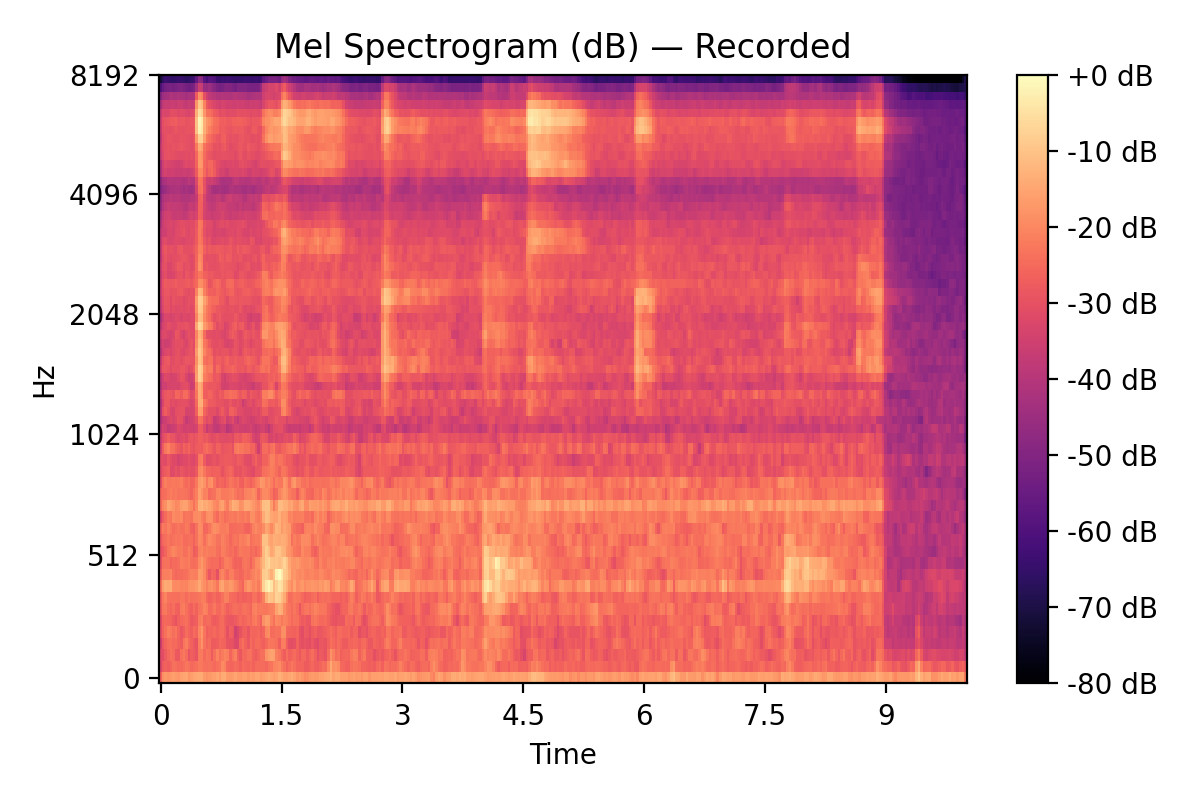 Mel Spectrogram (dB) — Recorded
8192
4096
2048
1024
512
0
Hz
0 1.5 3 4.5 6 7.5 9
Time
+0 dB
-10 dB
-20 dB
-30 dB
-40 dB
-50 dB
-60 dB
-70 dB
-80 dB